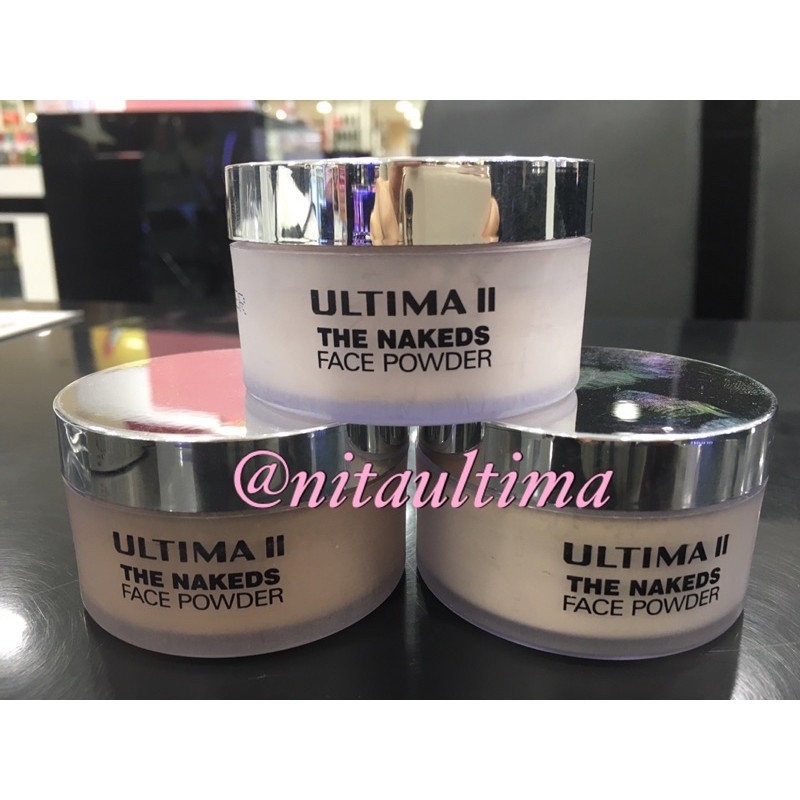 ULTIMA II
THE NAKEDS
FACE POWDER
@nitaultima
ULTIMA II
THE NAKEDS
FACE POWDER
ULTIMA II
THE NAKEDS
FACE POWDER